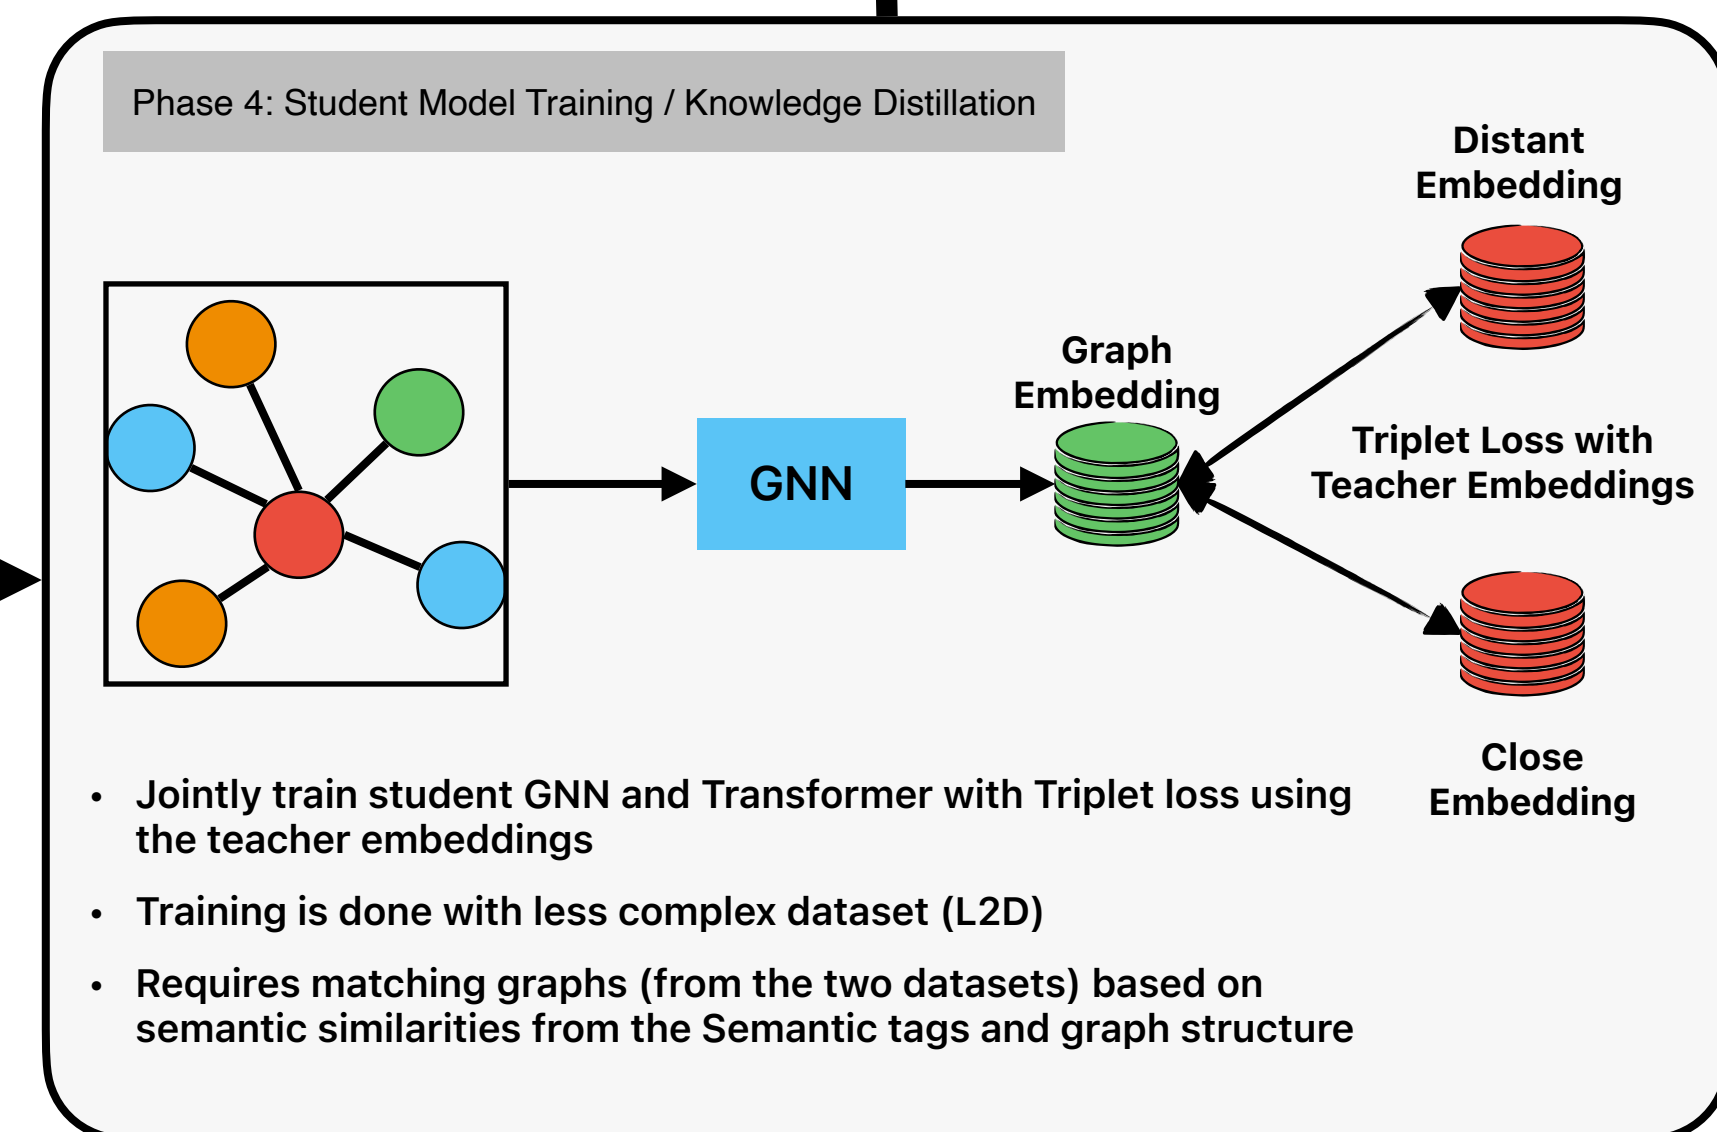 Phase 4: Student Model Training / Knowledge Distillation
Distant
Embedding
Graph
Embedding
GNN
Triplet Loss with
Teacher Embeddings
Close
Embedding
• Jointly train student GNN and Transformer with Triplet loss using
the teacher embeddings
• Training is done with less complex dataset (L2D)
• Requires matching graphs (from the two datasets) based on
semantic similarities from the Semantic tags and graph structure